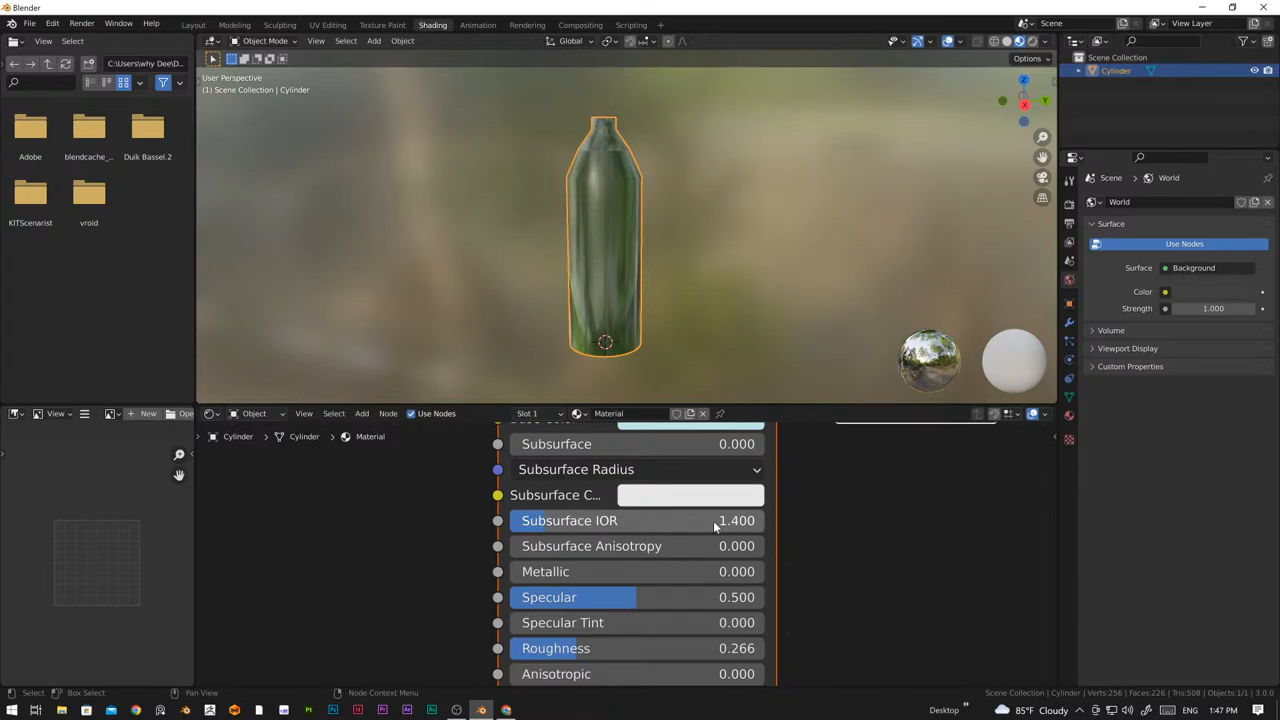 Blender
File Edit Render Window Help Layout Modeling Sculpting UV Editing Texture Paint Shading Animation Rendering Compositing Scripting + Scene View Layer
View Select Object Mode View Select Add Object Global
C:\Users\why Dee\D... Options
User Perspective
(1) Scene Collection | Cylinder
Scene Collection
Cylinder
Z
Y
X
Adobe blendcache_... Duik Bassel.2
KITScenarist vroid
Scene World
World
Surface
Use Nodes
Surface Background
Color
Strength 1.000
Volume
Viewport Display
Custom Properties
View New Ope Object View Select Add Node Use Nodes Slot 1 Material
Cylinder Cylinder Material
Subsurface 0.000
Subsurface Radius
Subsurface C...
Subsurface IOR 1.400
Subsurface Anisotropy 0.000
Metallic 0.000
Specular 0.500
Specular Tint 0.000
Roughness 0.266
Anisotropic 0.000
Select Box Select Pan View Node Context Menu Scene Collection | Cylinder | Verts:256 | Faces:226 | Tris:508 | Objects:1/1 | 3.0.0
Desktop 85°F Cloudy 1:47 PM